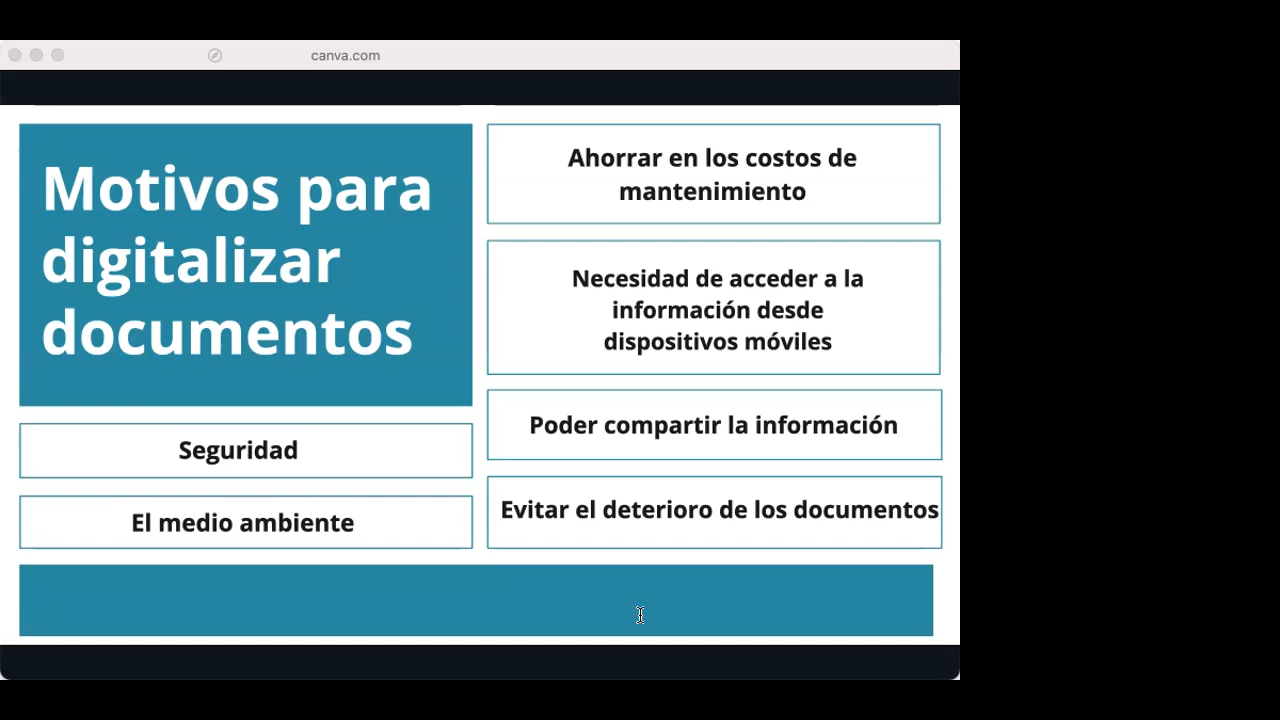 canva.com
Motivos para
digitalizar
documentos
Seguridad
El medio ambiente
Ahorrar en los costos de
mantenimiento
Necesidad de acceder a la
información desde
dispositivos móviles
Poder compartir la información
Evitar el deterioro de los documentos